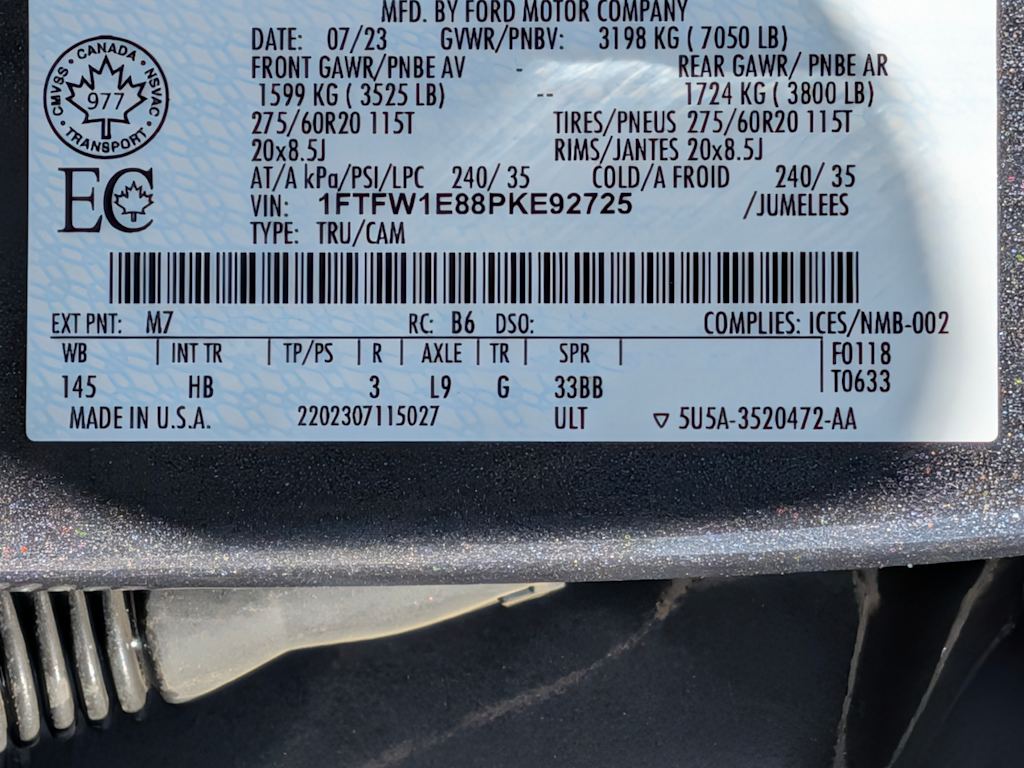 MFD. BY FORD MOTOR COMPANY
DATE: 07/23 GVWR/PNBV: 3198 KG ( 7050 LB)
FRONT GAWR/PNBE AV - REAR GAWR/ PNBE AR
1599 KG ( 3525 LB) -- 1724 KG ( 3800 LB)
275/60R20 115T TIRES/PNEUS 275/60R20 115T
20x8.5J RIMS/JANTES 20x8.5J
AT/A kPa/PSI/LPC 240/ 35 COLD/A FROID 240/ 35
VIN: 1FTFW1E88PKE92725 /JUMELEES
TYPE: TRU/CAM
CANADA
CMVSS • NSVAC
977
TRANSPORT
EC
EXT PNT: M7 RC: B6 DSO: COMPLIES: ICES/NMB-002
WB | INT TR | TP/PS | R | AXLE | TR | SPR | F0118
145 HB 3 L9 G 33BB T0633
MADE IN U.S.A. 2202307115027 ULT ▽ 5U5A-3520472-AA